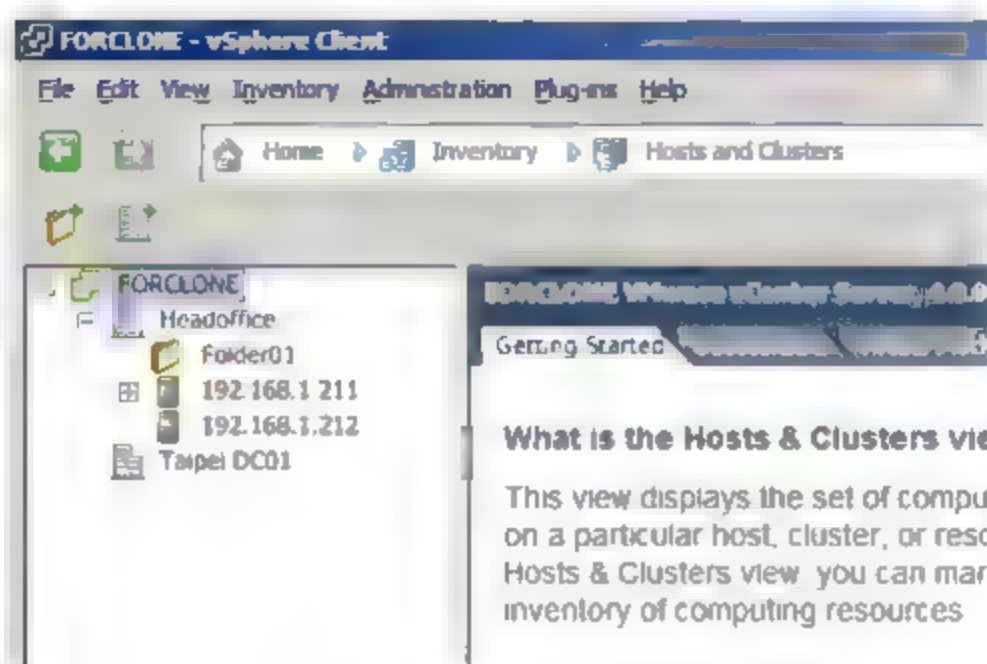 FORCLONE - vSphere Client
File Edit View Inventory Administration Plug-ins Help
Home Inventory Hosts and Clusters
FORCLONE
Headoffice
Folder01
192.168.1.211
192.168.1.212
Taipei DC01
FORCLONE
Getting Started
What is the Hosts & Clusters vie
This view displays the set of compu
on a particular host, cluster, or reso
Hosts & Clusters view you can mar
inventory of computing resources